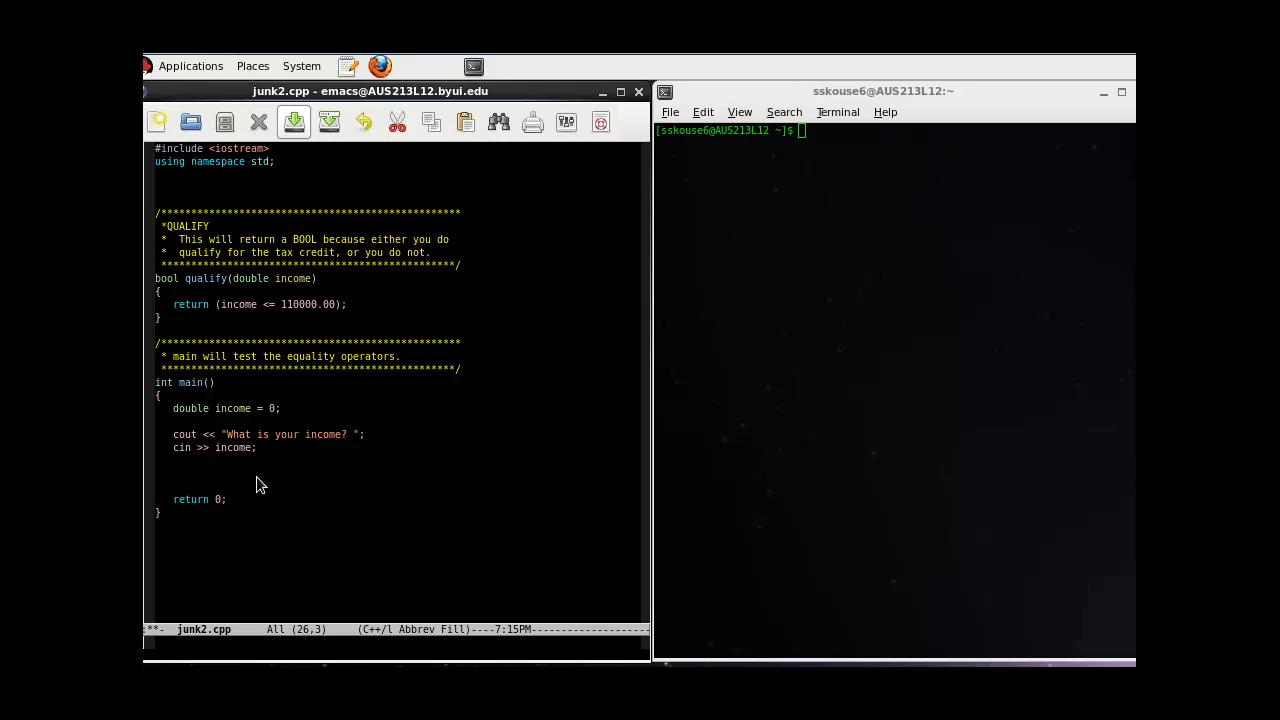 Applications Places System
junk2.cpp - emacs@AUS213L12.byui.edu
#include <iostream>
using namespace std;
/**************************************************
*QUALIFY
*  This will return a BOOL because either you do
*  qualify for the tax credit, or you do not.
*************************************************/
bool qualify(double income)
{
return (income <= 110000.00);
}
/**************************************************
* main will test the equality operators.
*************************************************/
int main()
{
double income = 0;
cout << "What is your income? ";
cin >> income;
return 0;
}
:**-  junk2.cpp      All (26,3)     (C++/l Abbrev Fill)----7:15PM--------------------
sskouse6@AUS213L12:~
File Edit View Search Terminal Help
[sskouse6@AUS213L12 ~]$